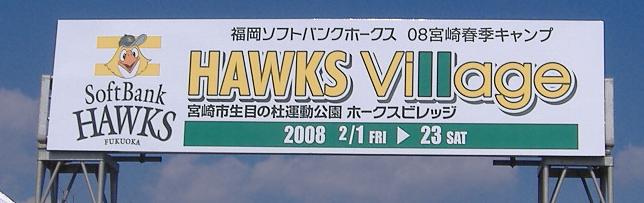 福岡ソフトバンクホークス 08宮崎春季キャンプ
HAWKS Village
宮崎市生目の杜運動公園 ホークスビレッジ
2008 2/1 FRI ▶ 23 SAT
SoftBank
HAWKS
FUKUOKA